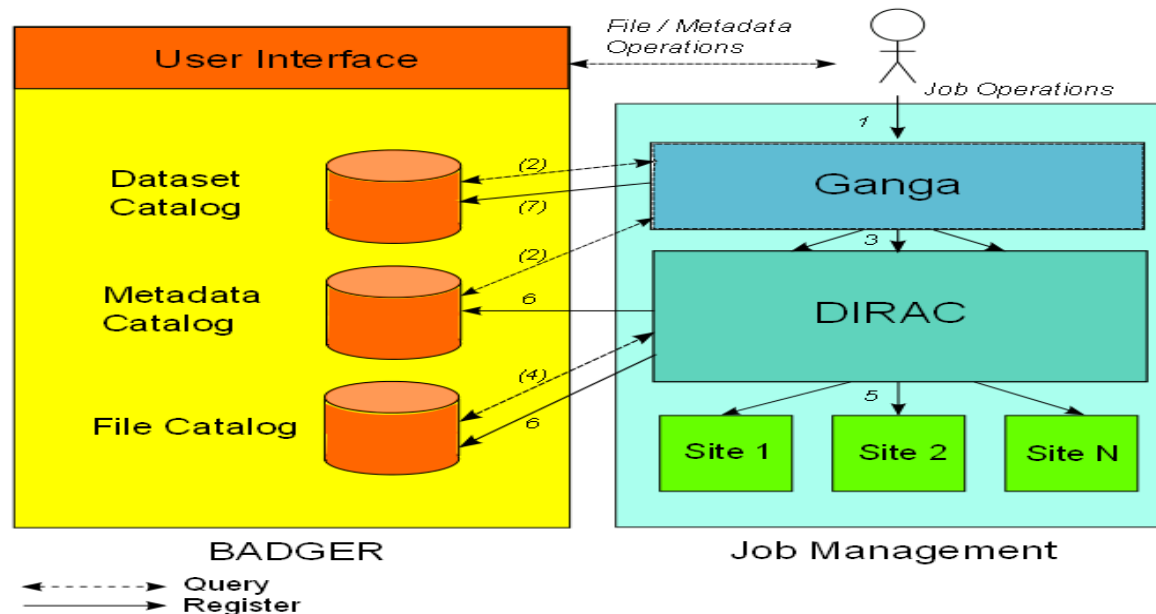 User Interface
File / Metadata
Operations
Job Operations
1
Dataset
Catalog
(2)
(7)
Ganga
(2)
3
Metadata
Catalog
6
DIRAC
(4)
File Catalog
6
5
Site 1
Site 2
Site N
BADGER
Job Management
Query
Register